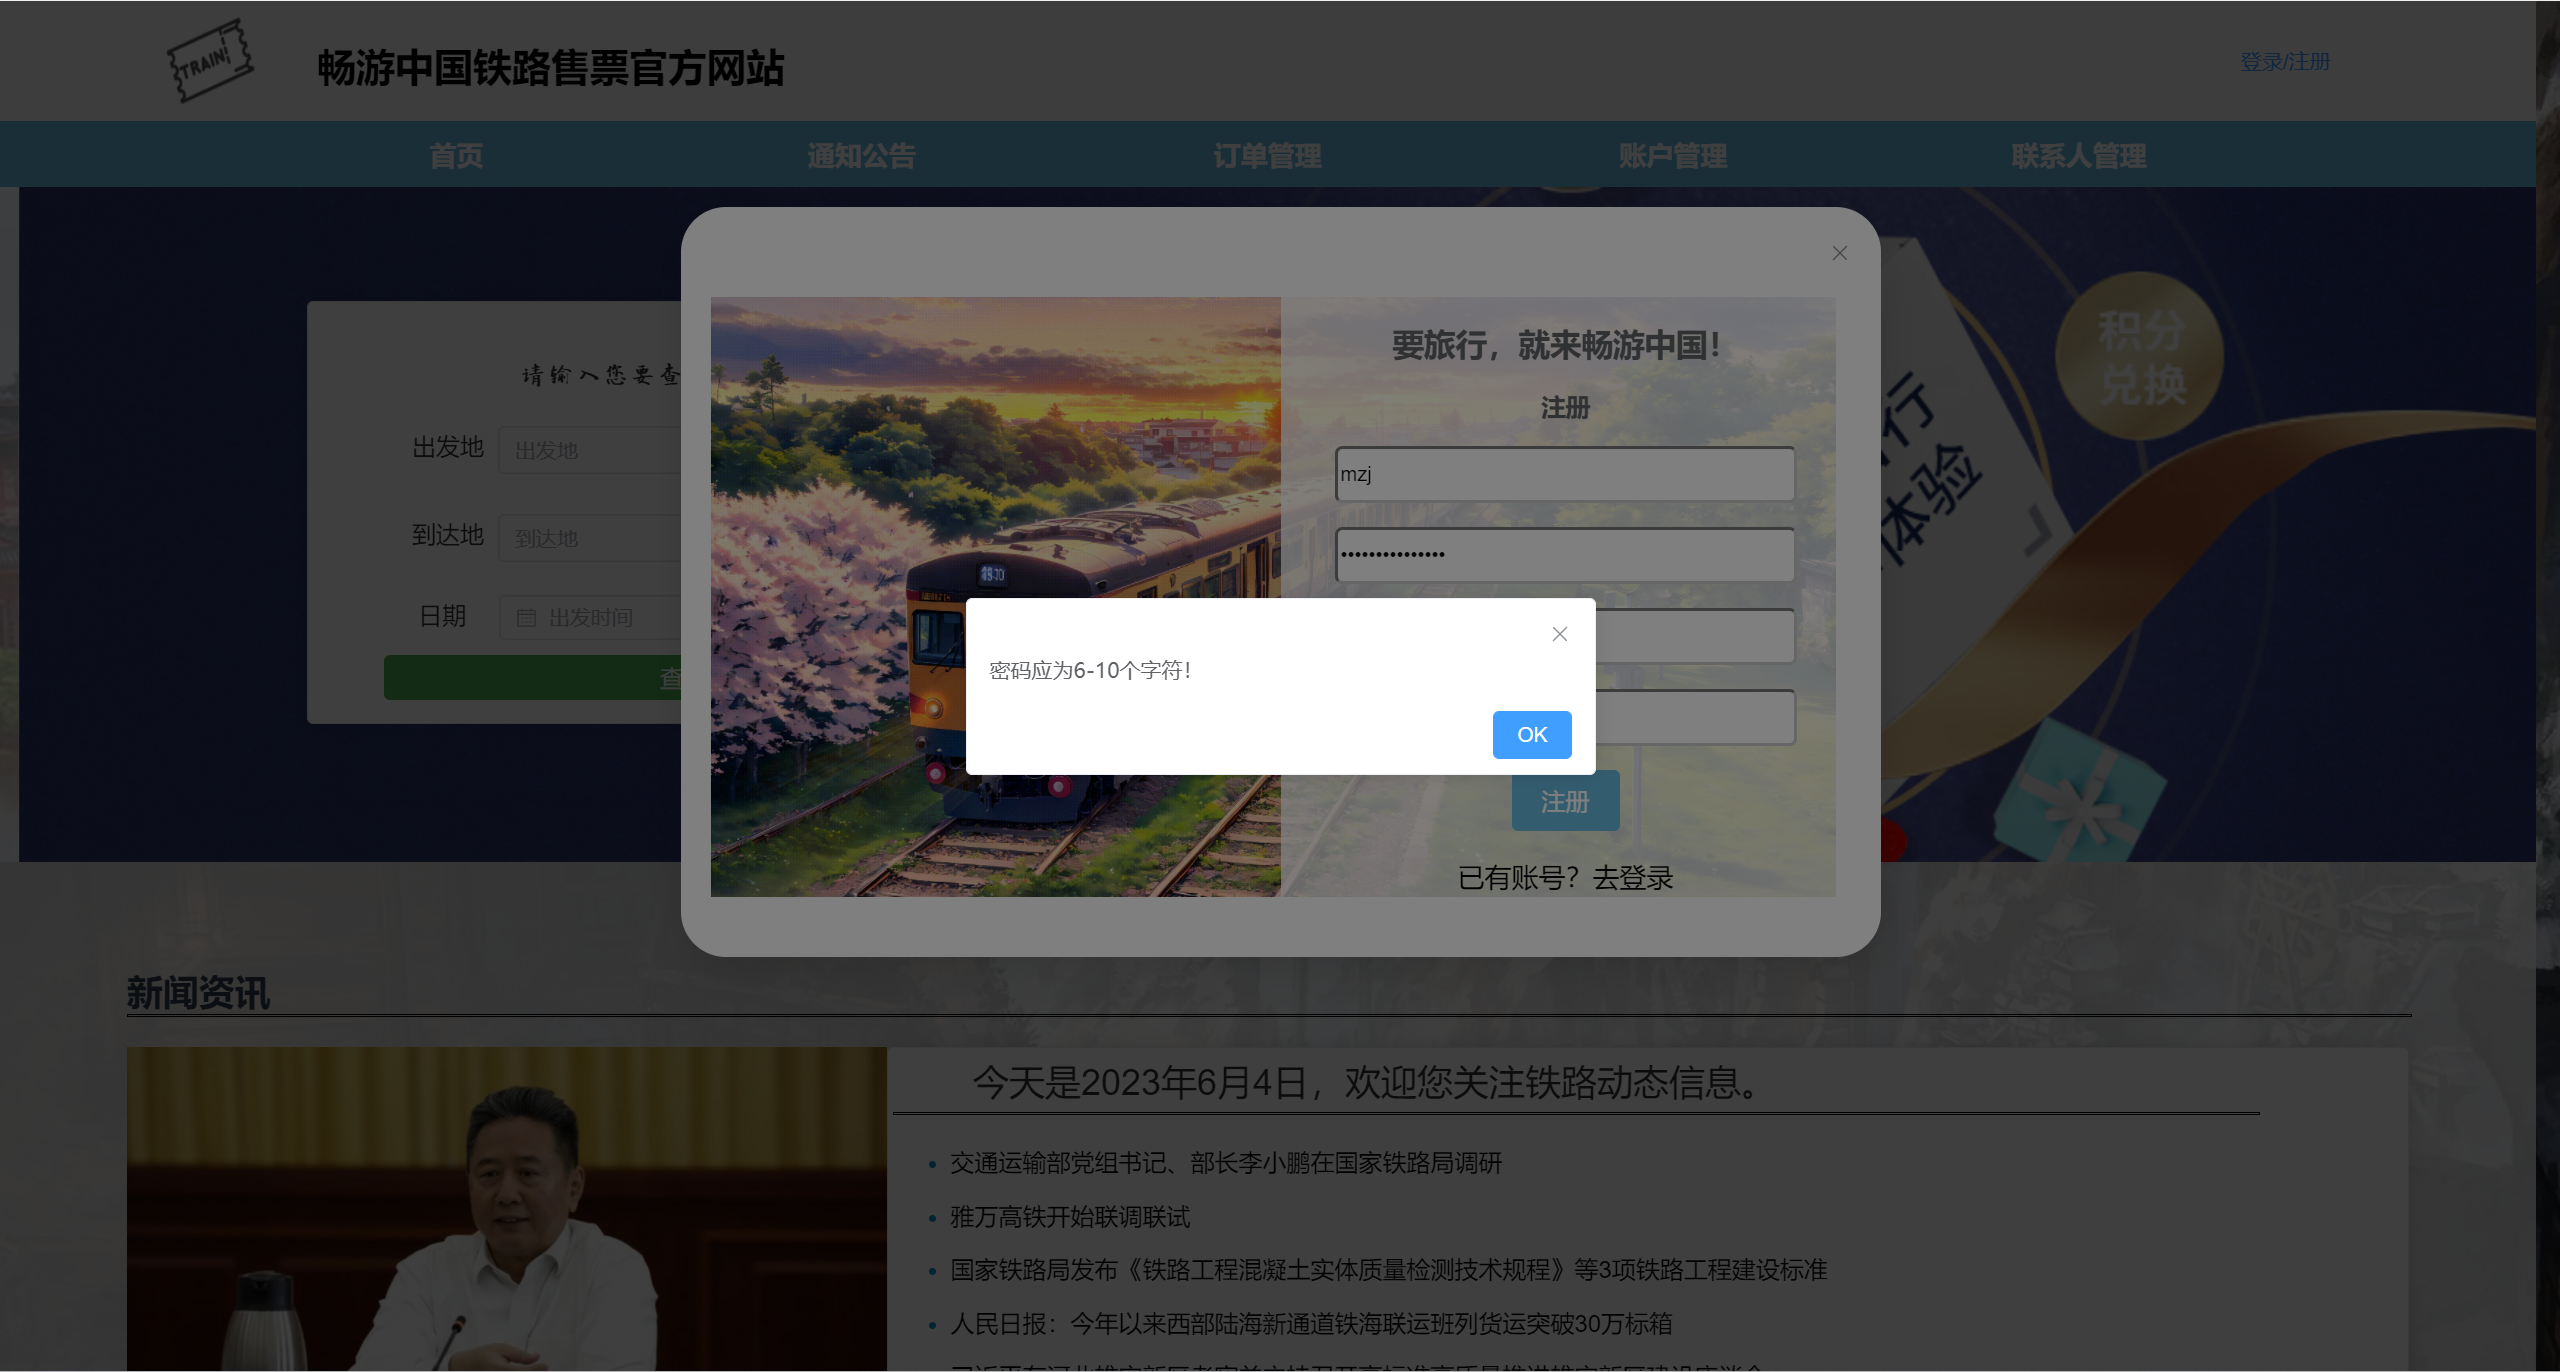 TRAIN
畅游中国铁路售票官方网站
登录/注册
首页
通知公告
订单管理
账户管理
联系人管理
请输入您要查
出发地
出发地
到达地
到达地
日期
出发时间
查
要旅行，就来畅游中国！
注册
mzj
•••••••••••••••
密码应为6-10个字符！
OK
注册
已有账号？去登录
积分
兑换
行
体验
新闻资讯
今天是2023年6月4日，欢迎您关注铁路动态信息。
交通运输部党组书记、部长李小鹏在国家铁路局调研
雅万高铁开始联调联试
国家铁路局发布《铁路工程混凝土实体质量检测技术规程》等3项铁路工程建设标准
人民日报：今年以来西部陆海新通道铁海联运班列货运突破30万标箱